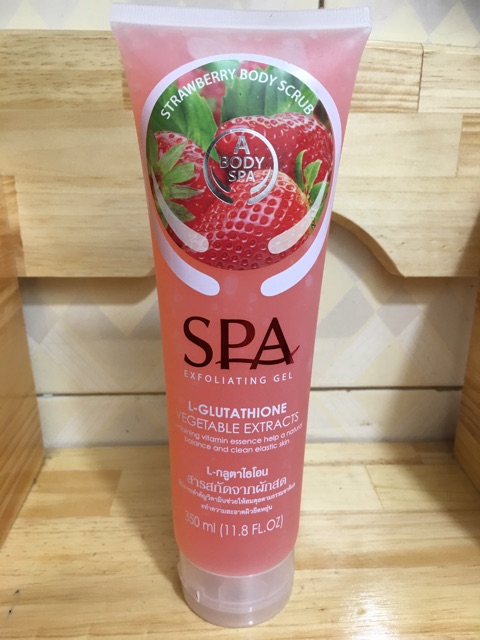 STRAWBERRY BODY SCRUB
A
BODY
SPA
SPA
EXFOLIATING GEL
L-GLUTATHIONE
VEGETABLE EXTRACTS
vitamin essence help a natural
balance and clean elastic skin
L-กลูตาไธโอน
สารสกัดจากผักสด
350 ml (11.8 FL.OZ)